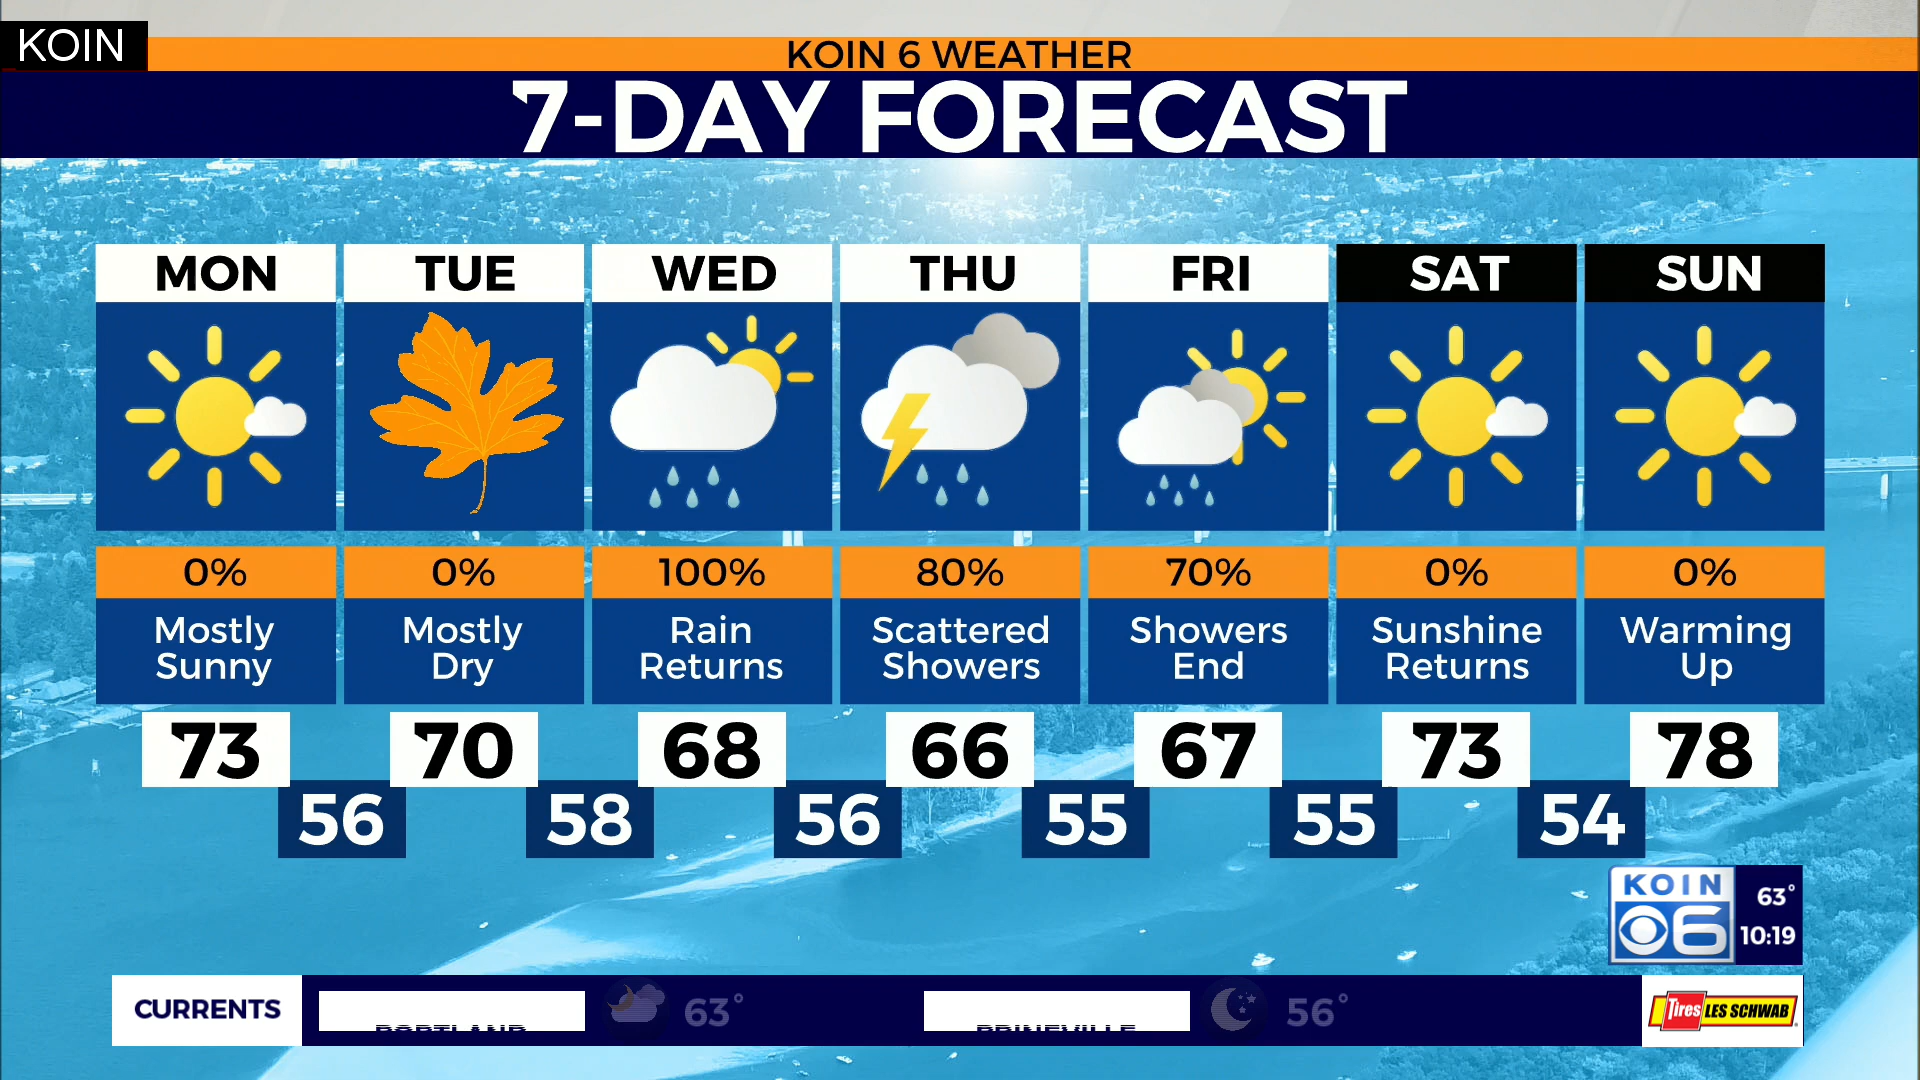 KOIN
KOIN 6 WEATHER
7-DAY FORECAST
MON TUE WED THU FRI SAT SUN
0% 0% 100% 80% 70% 0% 0%
Mostly Mostly Rain Scattered Showers Sunshine Warming
Sunny Dry Returns Showers End Returns Up
73 70 68 66 67 73 78
56 58 56 55 55 54
KOIN
6
63°
10:19
CURRENTS
63°
56°
Tires LES SCHWAB